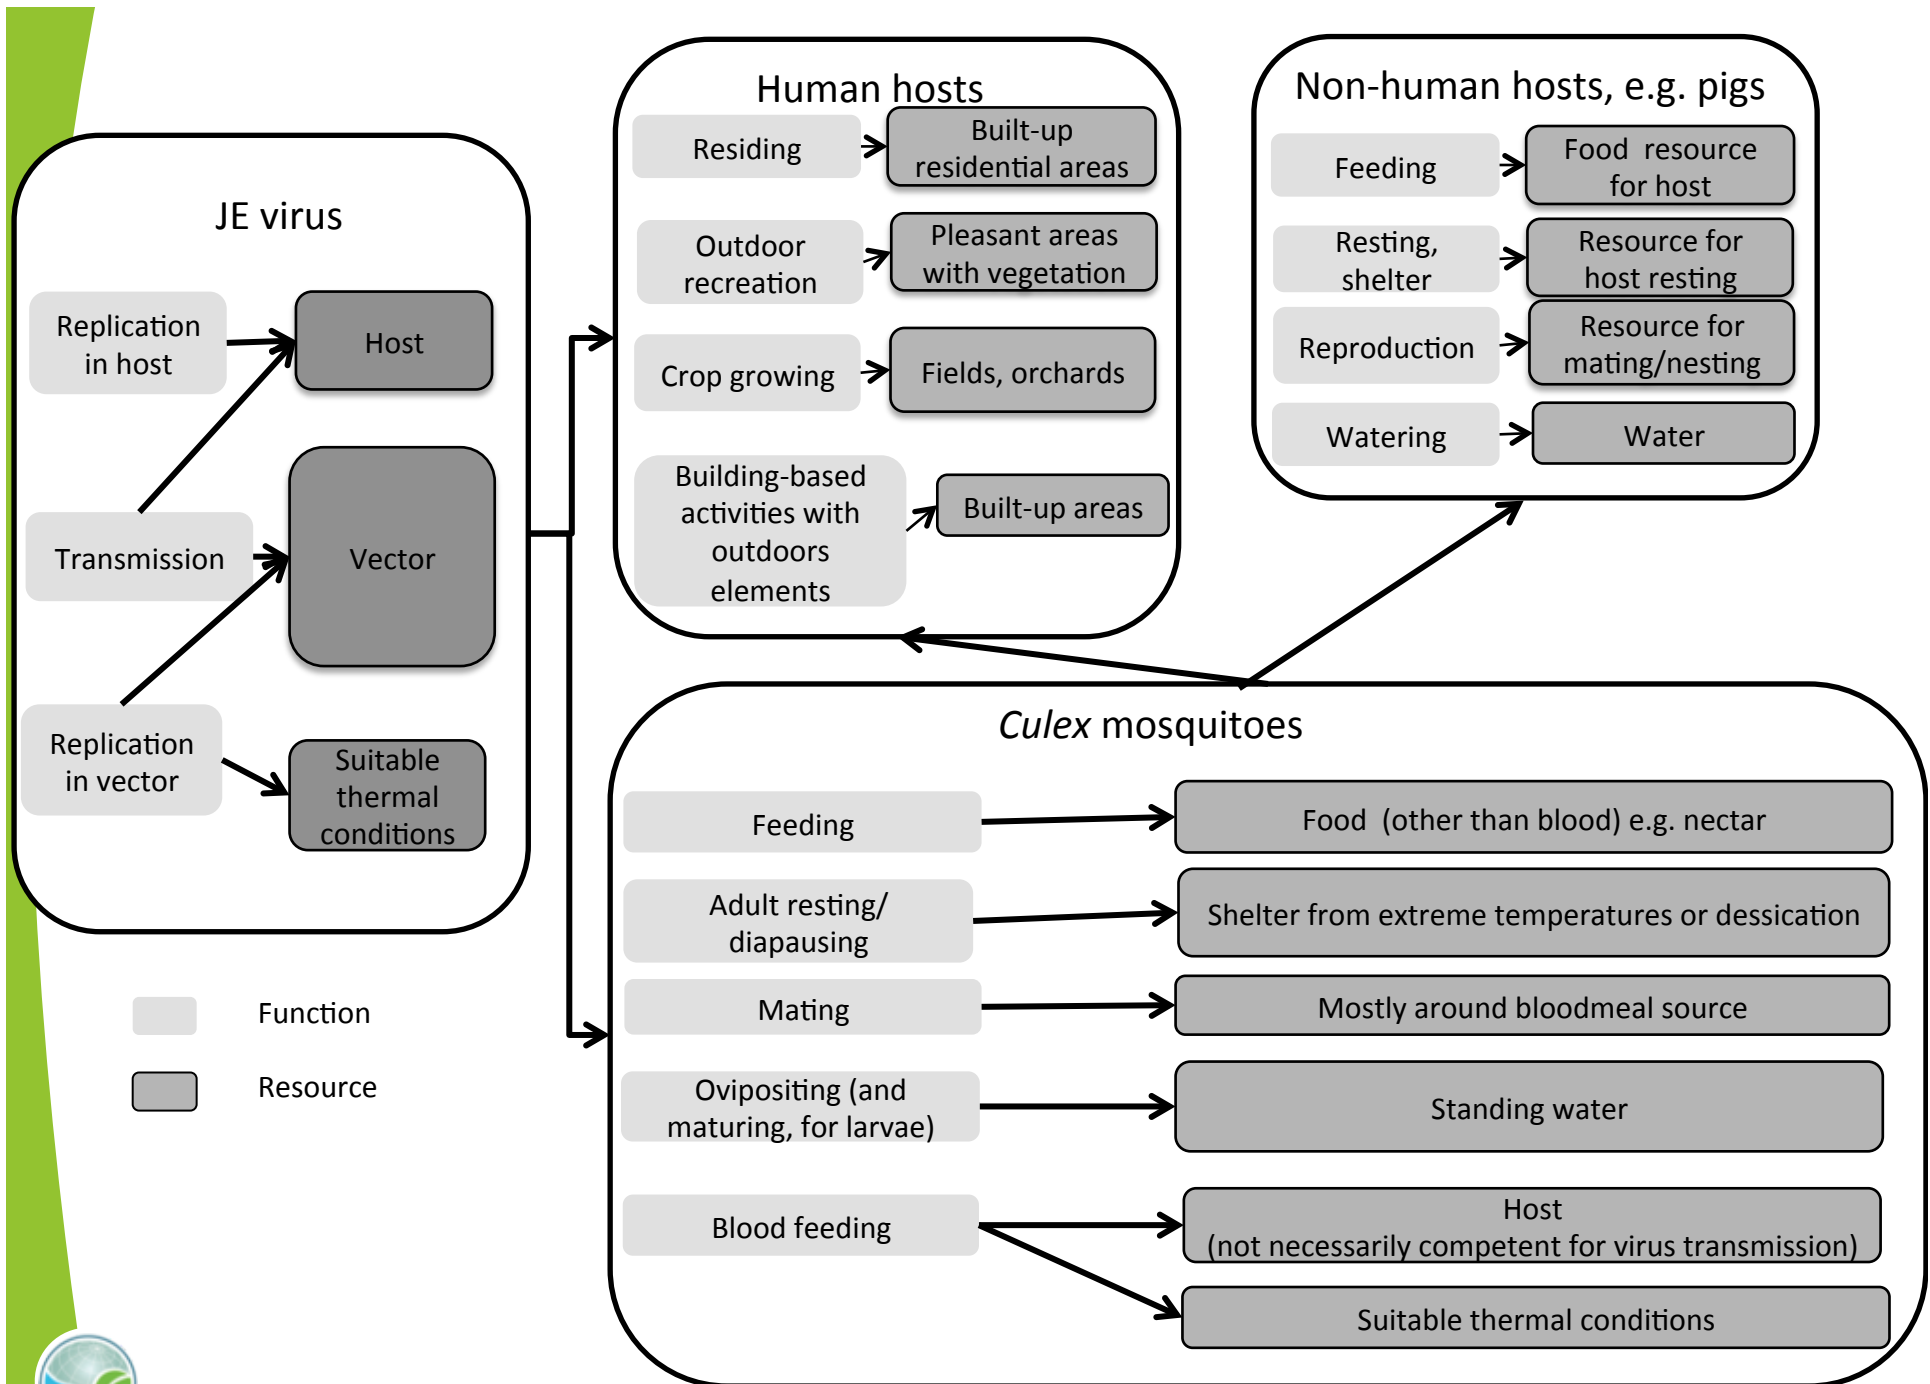 JE virus
Replication
in host
Host
Transmission
Vector
Replication
in vector
Suitable
thermal
conditions
Function
Resource
Human hosts
Residing
Built-up
residential areas
Outdoor
recreation
Pleasant areas
with vegetation
Crop growing
Fields, orchards
Building-based
activities with
outdoors
elements
Built-up areas
Non-human hosts, e.g. pigs
Feeding
Food resource
for host
Resting,
shelter
Resource for
host resting
Reproduction
Resource for
mating/nesting
Watering
Water
Culex mosquitoes
Feeding
Food (other than blood) e.g. nectar
Adult resting/
diapausing
Shelter from extreme temperatures or dessication
Mating
Mostly around bloodmeal source
Ovipositing (and
maturing, for larvae)
Standing water
Blood feeding
Host
(not necessarily competent for virus transmission)
Suitable thermal conditions